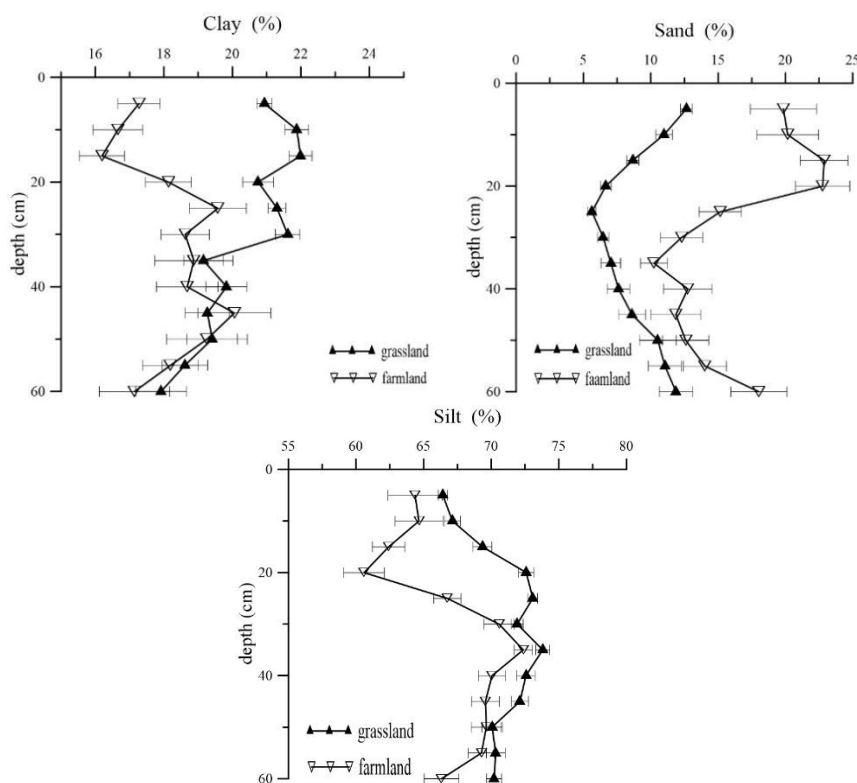 Clay (%)
16 18 20 22 24
0
20
40
60
depth (cm)
grassland
farmland
Sand (%)
0 5 10 15 20 25
0
20
40
60
depth (cm)
grassland
faamland
Silt (%)
55 60 65 70 75 80
0
20
40
60
depth (cm)
grassland
farmland